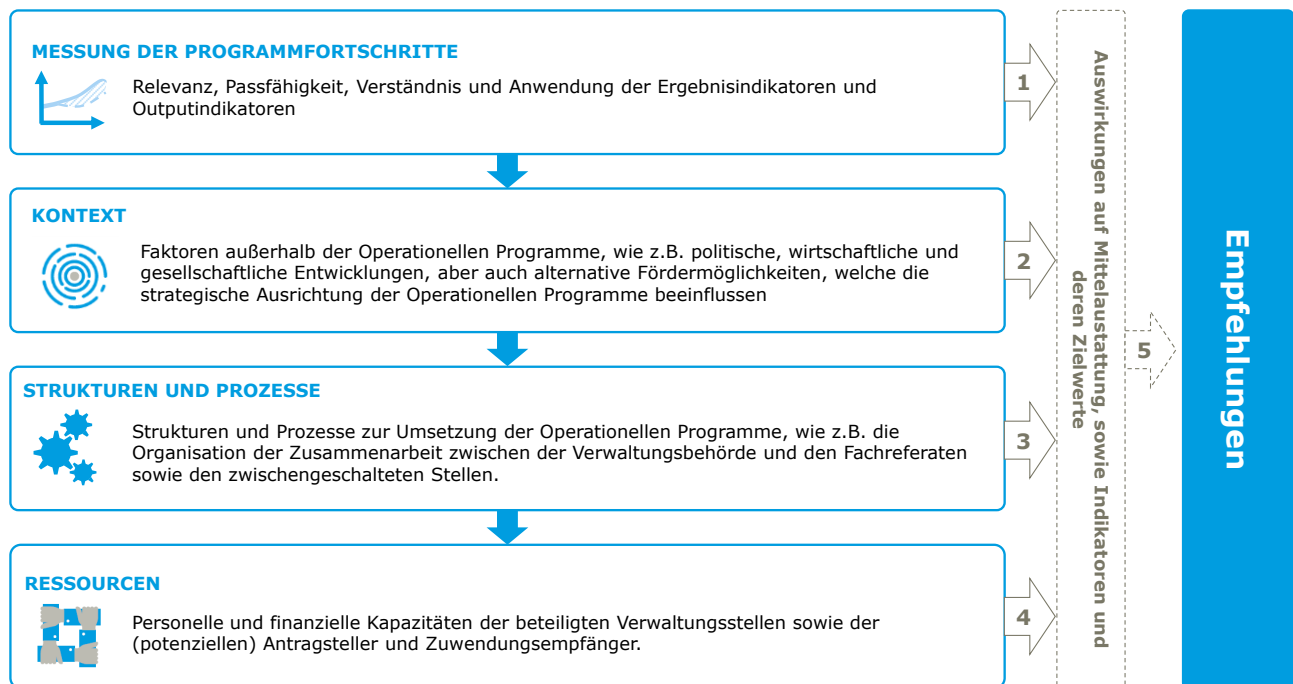 MESSUNG DER PROGRAMMFORTSCHRITTE
Relevanz, Passfähigkeit, Verständnis und Anwendung der Ergebnisindikatoren und
Outputindikatoren
1
KONTEXT
Faktoren außerhalb der Operationellen Programme, wie z.B. politische, wirtschaftliche und
gesellschaftliche Entwicklungen, aber auch alternative Fördermöglichkeiten, welche die
strategische Ausrichtung der Operationellen Programme beeinflussen
2
STRUKTUREN UND PROZESSE
Strukturen und Prozesse zur Umsetzung der Operationellen Programme, wie z.B. die
Organisation der Zusammenarbeit zwischen der Verwaltungsbehörde und den Fachreferaten
sowie den zwischengeschalteten Stellen.
3
RESSOURCEN
Personelle und finanzielle Kapazitäten der beteiligten Verwaltungsstellen sowie der
(potenziellen) Antragsteller und Zuwendungsempfänger.
4
Auswirkungen auf Mittelaustattung, sowie Indikatoren und
deren Zielwerte
5
Empfehlungen